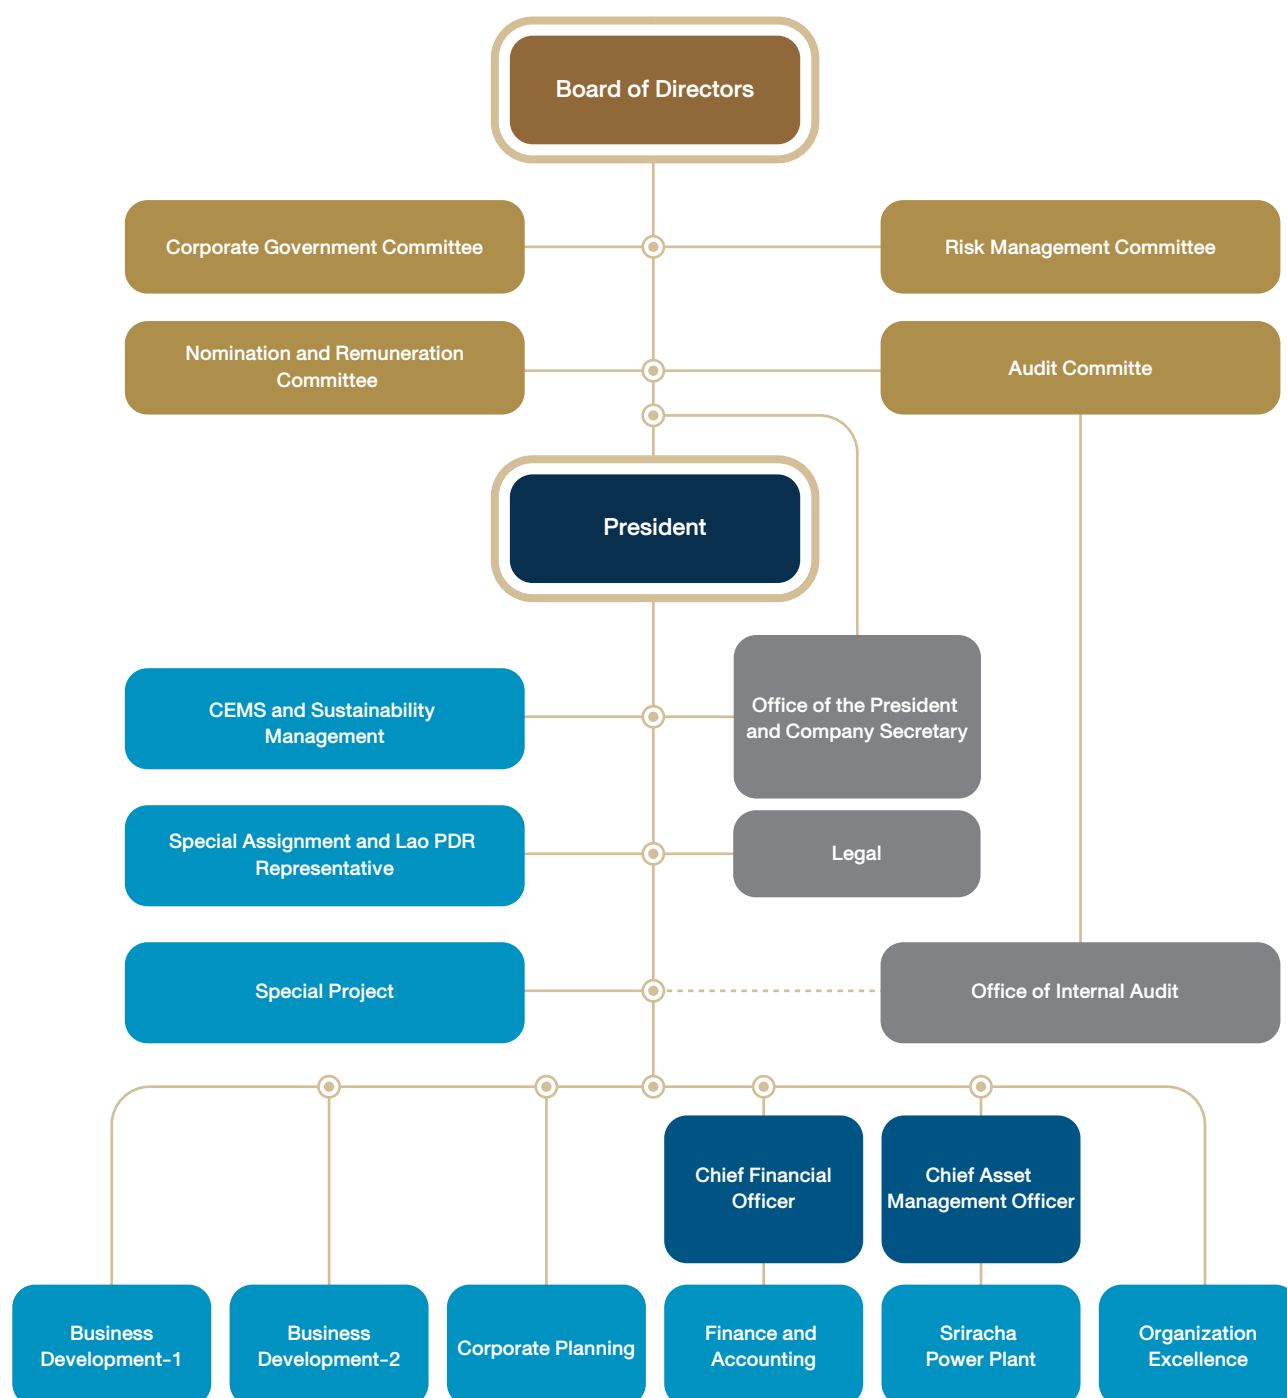 Board of Directors
Corporate Government Committee
Risk Management Committee
Nomination and Remuneration
Committee
Audit Committe
President
CEMS and Sustainability
Management
Office of the President
and Company Secretary
Special Assignment and Lao PDR
Representative
Legal
Special Project
Office of Internal Audit
Chief Financial
Officer
Chief Asset
Management Officer
Business
Development-1
Business
Development-2
Corporate Planning
Finance and
Accounting
Sriracha
Power Plant
Organization
Excellence